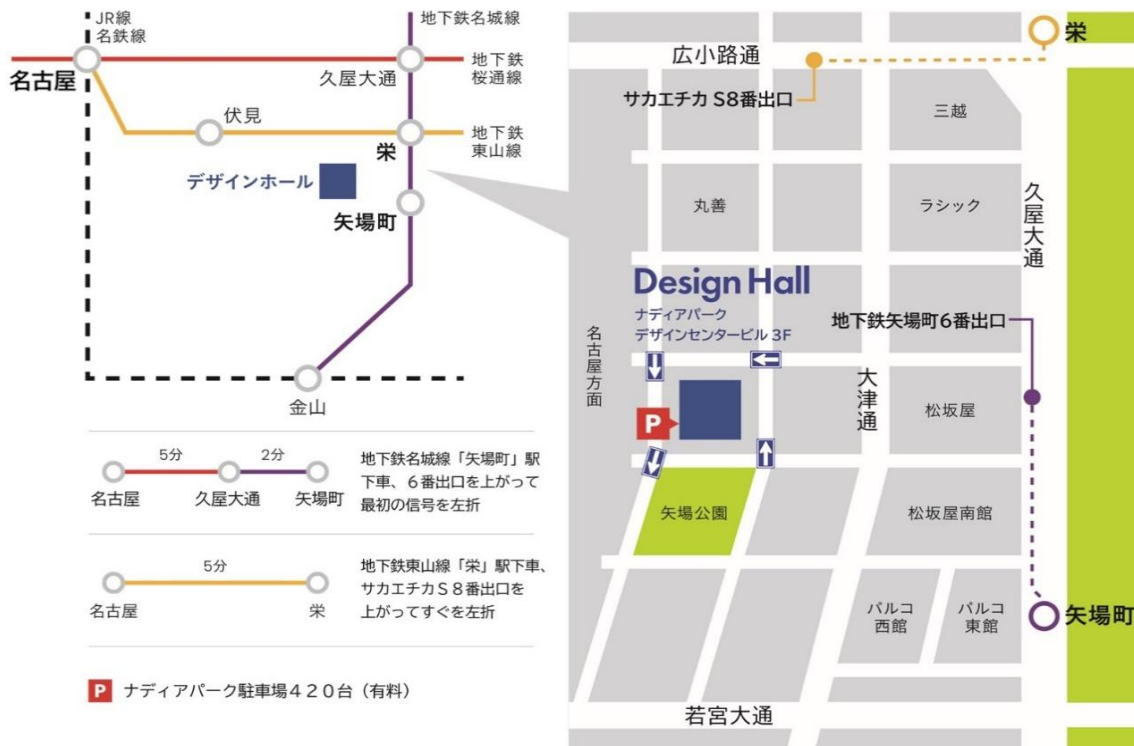 JR線
名鉄線
地下鉄名城線
名古屋
久屋大通
地下鉄
桜通線
伏見
栄
地下鉄
東山線
デザインホール
矢場町
金山
5分
2分
名古屋
久屋大通
矢場町
地下鉄名城線「矢場町」駅
下車、６番出口を上がって
最初の信号を左折
5分
名古屋
栄
地下鉄東山線「栄」駅下車、
サカエチカＳ８番出口を
上がってすぐを左折
P ナディアパーク駐車場４２０台（有料）
栄
広小路通
サカエチカ S8番出口
三越
丸善
ラシック
久屋大通
Design Hall
ナディアパーク
デザインセンタービル 3F
地下鉄矢場町6番出口
名古屋方面
大津通
松坂屋
P
矢場公園
松坂屋南館
パルコ
西館
パルコ
東館
矢場町
若宮大通